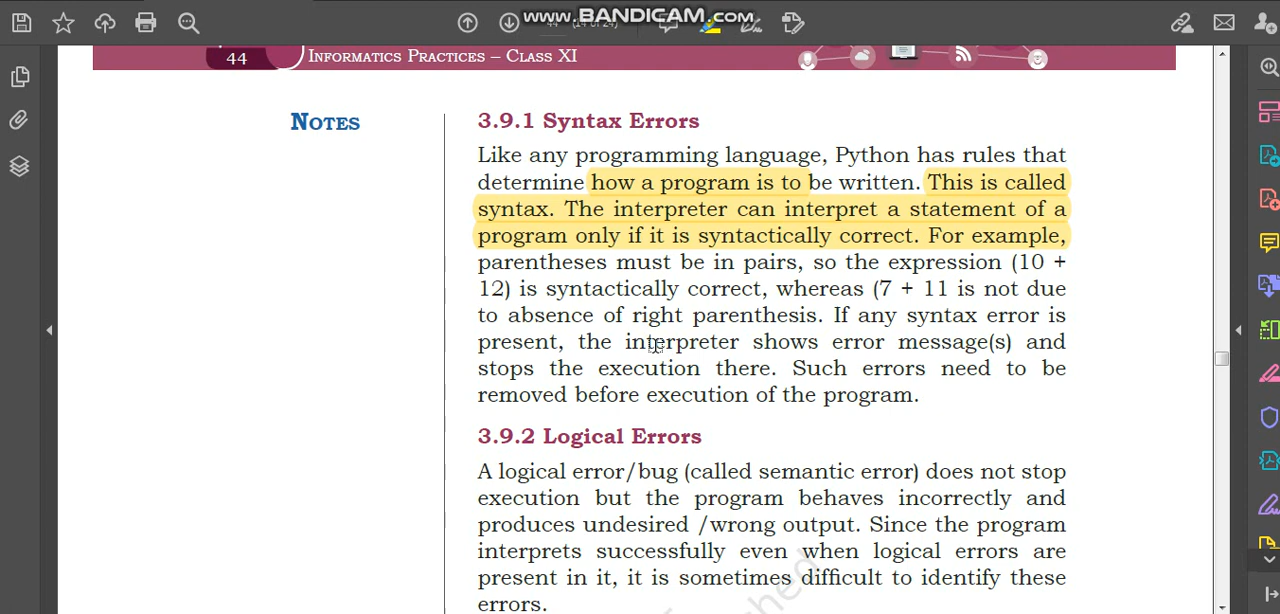 www.BANDICAM.com
44 INFORMATICS PRACTICES – CLASS XI
NOTES
3.9.1 Syntax Errors
Like any programming language, Python has rules that
determine how a program is to be written. This is called
syntax. The interpreter can interpret a statement of a
program only if it is syntactically correct. For example,
parentheses must be in pairs, so the expression (10 +
12) is syntactically correct, whereas (7 + 11 is not due
to absence of right parenthesis. If any syntax error is
present, the interpreter shows error message(s) and
stops the execution there. Such errors need to be
removed before execution of the program.
3.9.2 Logical Errors
A logical error/bug (called semantic error) does not stop
execution but the program behaves incorrectly and
produces undesired /wrong output. Since the program
interprets successfully even when logical errors are
present in it, it is sometimes difficult to identify these
errors.